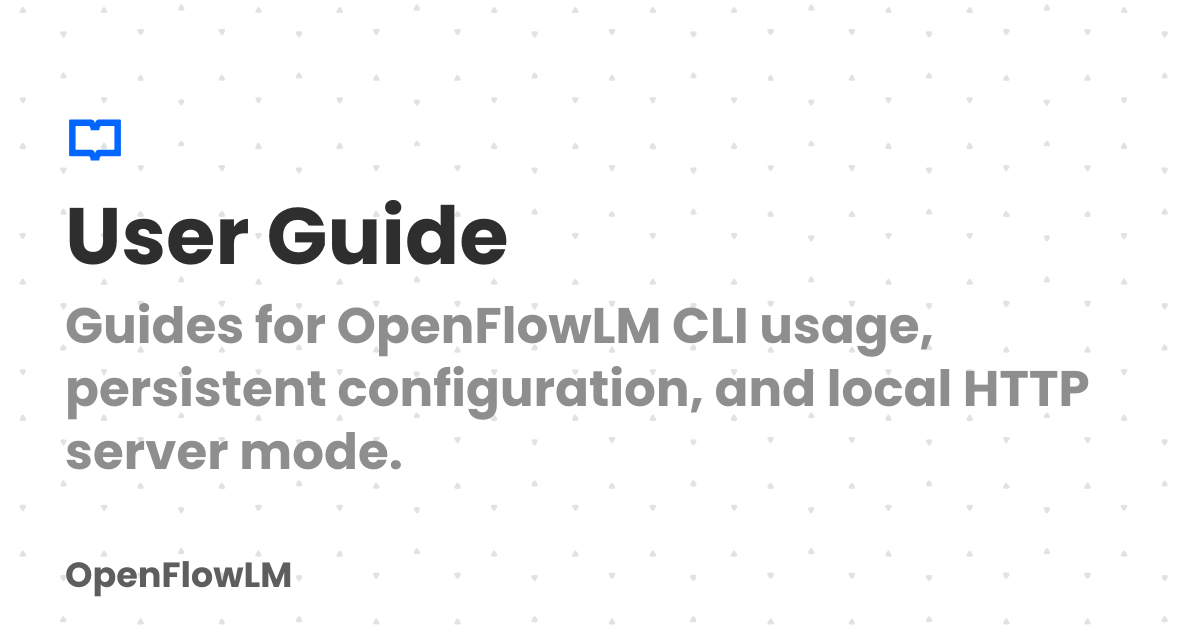 User Guide
Guides for OpenFlowLM CLI usage,
persistent configuration, and local HTTP
server mode.
OpenFlowLM